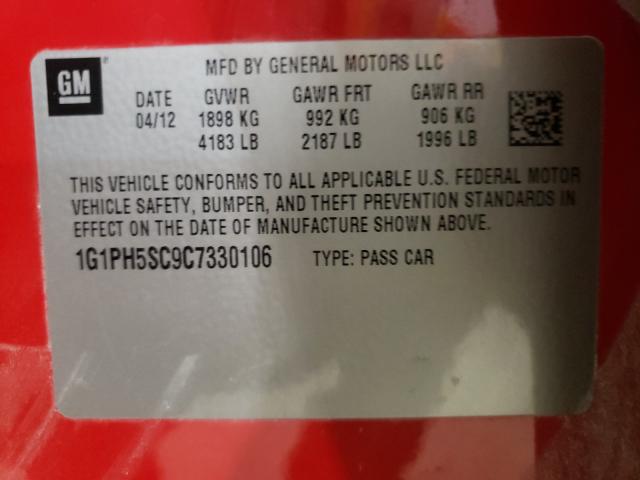 GM
MFD BY GENERAL MOTORS LLC
DATE GVWR GAWR FRT GAWR RR
04/12 1898 KG 992 KG 906 KG
4183 LB 2187 LB 1996 LB
THIS VEHICLE CONFORMS TO ALL APPLICABLE U.S. FEDERAL MOTOR
VEHICLE SAFETY, BUMPER, AND THEFT PREVENTION STANDARDS IN
EFFECT ON THE DATE OF MANUFACTURE SHOWN ABOVE.
1G1PH5SC9C7330106 TYPE: PASS CAR